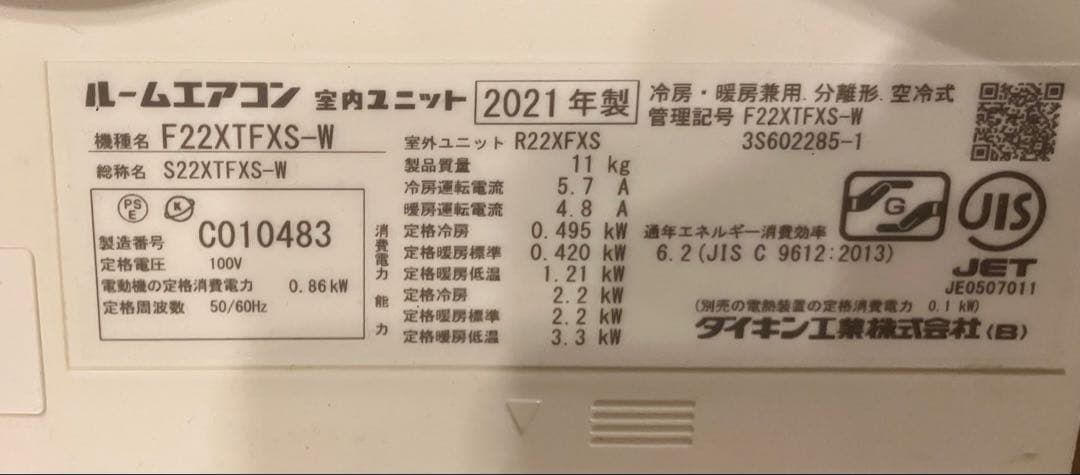 ルームエアコン 室内ユニット 2021年製
機種名 F22XTFXS-W
総称名 S22XTFXS-W
PS
E
K
製造番号 C010483
定格電圧 100V
電動機の定格消費電力 0.86kW
定格周波数 50/60Hz
室外ユニット R22XFXS
製品質量 11 kg
冷房運転電流 5.7 A
暖房運転電流 4.8 A
消費電力
定格冷房 0.495 kW
定格暖房標準 0.420 kW
定格暖房低温 1.21 kW
能力
定格冷房 2.2 kW
定格暖房標準 2.2 kW
定格暖房低温 3.3 kW
冷房・暖房兼用.分離形.空冷式
管理記号 F22XTFXS-W
3S602285-1
G
JIS
JET
JE0507011
通年エネルギー消費効率
6.2(JIS C 9612:2013)
(別売の電熱装置の定格消費電力 0.1kW)
ダイキン工業株式会社(B)